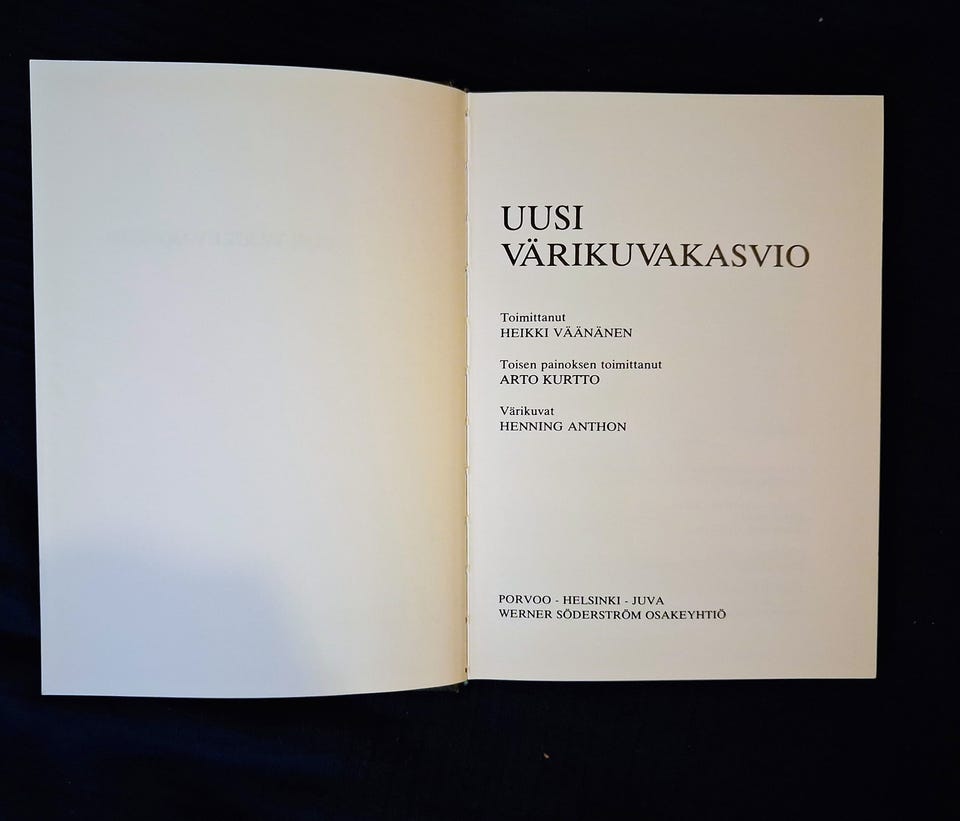 UUSI
VÄRIKUVAKASVIO
Toimittanut
HEIKKI VÄÄNÄNEN
Toisen painoksen toimittanut
ARTO KURTTO
Värikuvat
HENNING ANTHON
PORVOO - HELSINKI - JUVA
WERNER SÖDERSTRÖM OSAKEYHTIÖ